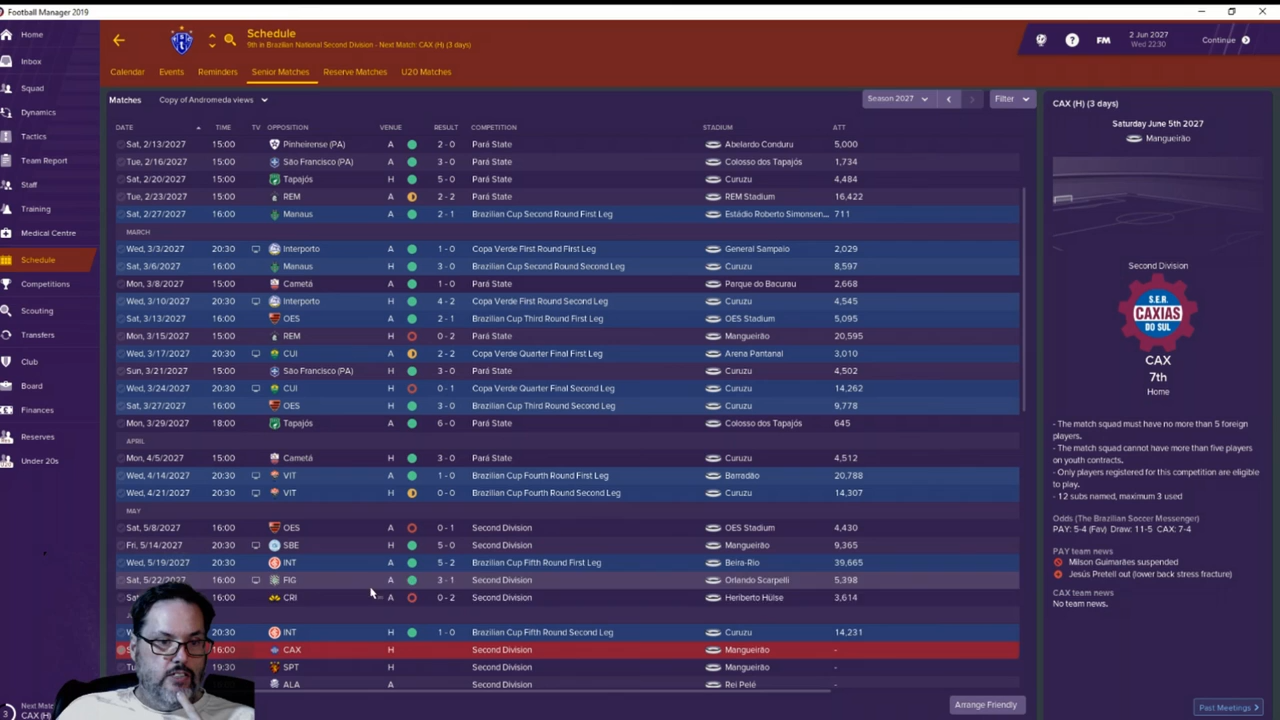 Football Manager 2019
Home
Inbox
Squad
Dynamics
Tactics
Team Report
Staff
Training
Medical Centre
Schedule
Competitions
Scouting
Transfers
Club
Board
Finances
Reserves
Under 20s
Next Mat
CAX (H)
3
Schedule
9th in Brazilian National Second Division - Next Match: CAX (H) (3 days)
? FM 2 Jun 2027
Wed 22:30
Continue
Calendar Events Reminders Senior Matches Reserve Matches U20 Matches
Matches Copy of Andromeda views Season 2027 Filter
DATE TIME TV OPPOSITION VENUE RESULT COMPETITION STADIUM ATT
Sat, 2/13/2027 15:00 Pinheirense (PA) A 2 - 0 Pará State Abelardo Conduru 5,000
Tue, 2/16/2027 15:00 São Francisco (PA) A 3 - 0 Pará State Colosso dos Tapajós 1,734
Sat, 2/20/2027 15:00 Tapajós H 5 - 0 Pará State Curuzu 4,484
Tue, 2/23/2027 15:00 REM A 2 - 2 Pará State REM Stadium 16,422
Sat, 2/27/2027 16:00 Manaus A 2 - 1 Brazilian Cup Second Round First Leg Estádio Roberto Simonsen... 711
MARCH
Wed, 3/3/2027 20:30 Interporto A 1 - 0 Copa Verde First Round First Leg General Sampaio 2,029
Sat, 3/6/2027 16:00 Manaus H 3 - 0 Brazilian Cup Second Round Second Leg Curuzu 8,597
Mon, 3/8/2027 15:00 Cametá A 1 - 0 Pará State Parque do Bacurau 2,668
Wed, 3/10/2027 20:30 Interporto H 4 - 2 Copa Verde First Round Second Leg Curuzu 4,545
Sat, 3/13/2027 16:00 OES A 2 - 1 Brazilian Cup Third Round First Leg OES Stadium 5,095
Mon, 3/15/2027 15:00 REM H 0 - 2 Pará State Mangueirão 20,595
Wed, 3/17/2027 20:30 CUI A 2 - 2 Copa Verde Quarter Final First Leg Arena Pantanal 3,010
Sun, 3/21/2027 15:00 São Francisco (PA) H 3 - 0 Pará State Curuzu 4,502
Wed, 3/24/2027 20:30 CUI H 0 - 1 Copa Verde Quarter Final Second Leg Curuzu 14,262
Sat, 3/27/2027 16:00 OES H 3 - 0 Brazilian Cup Third Round Second Leg Curuzu 9,778
Mon, 3/29/2027 18:00 Tapajós A 6 - 0 Pará State Colosso dos Tapajós 645
APRIL
Mon, 4/5/2027 15:00 Cametá H 3 - 0 Pará State Curuzu 4,512
Wed, 4/14/2027 20:30 VIT A 1 - 0 Brazilian Cup Fourth Round First Leg Barradão 20,788
Wed, 4/21/2027 20:30 VIT H 0 - 0 Brazilian Cup Fourth Round Second Leg Curuzu 14,307
MAY
Sat, 5/8/2027 16:00 OES A 0 - 1 Second Division OES Stadium 4,430
Fri, 5/14/2027 20:30 SBE H 5 - 0 Second Division Mangueirão 9,365
Wed, 5/19/2027 20:30 INT A 5 - 2 Brazilian Cup Fifth Round First Leg Beira-Rio 39,665
Sat, 5/22/2027 16:00 FIG A 3 - 1 Second Division Orlando Scarpelli 5,398
Sat 16:00 CRI A 0 - 2 Second Division Heriberto Hülse 3,614
20:30 INT H 1 - 0 Brazilian Cup Fifth Round Second Leg Curuzu 14,231
16:00 CAX H Second Division Mangueirão -
Tu 19:30 SPT H Second Division Mangueirão -
ALA A Second Division Rei Pelé -
Arrange Friendly
CAX (H) (3 days)
Saturday June 5th 2027
Mangueirão
Second Division
S.E.R.
CAXIAS
DO SUL
CAX
7th
Home
- The match squad must have no more than 5 foreign
players.
- The match squad cannot have more than five players
on youth contracts.
- Only players registered for this competition are eligible
to play.
- 12 subs named, maximum 3 used
Odds (The Brazilian Soccer Messenger)
PAY: 5-4 (Fav) Draw: 11-5 CAX: 7-4
PAY team news
Milson Guimarães suspended
Jesús Pretell out (lower back stress fracture)
CAX team news
No team news.
Past Meetings